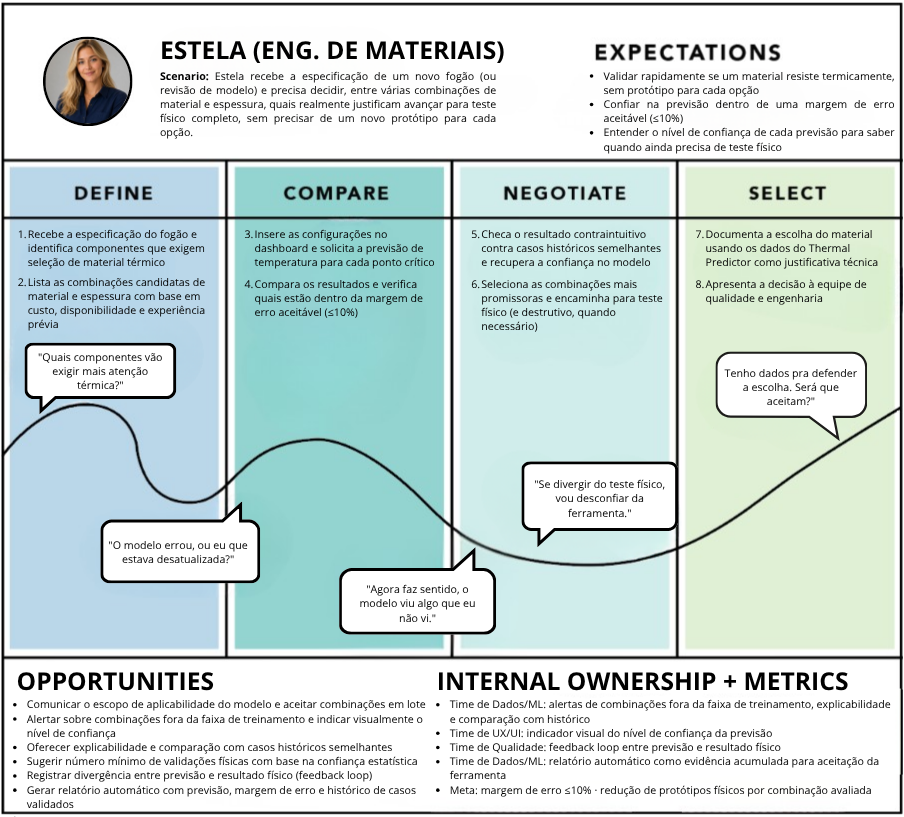 ESTELA (ENG. DE MATERIAIS)
Scenario: Estela recebe a especificação de um novo fogão (ou
revisão de modelo) e precisa decidir, entre várias combinações de
material e espessura, quais realmente justificam avançar para teste
físico completo, sem precisar de um novo protótipo para cada
opção.
EXPECTATIONS
• Validar rapidamente se um material resiste termicamente,
sem protótipo para cada opção
• Confiar na previsão dentro de uma margem de erro
aceitável (≤10%)
• Entender o nível de confiança de cada previsão para saber
quando ainda precisa de teste físico
DEFINE
1. Recebe a especificação do fogão e
identifica componentes que exigem
seleção de material térmico
2. Lista as combinações candidatas de
material e espessura com base em
custo, disponibilidade e experiência
prévia
"Quais componentes vão
exigir mais atenção
térmica?"
"O modelo errou, ou eu que
estava desatualizada?"
COMPARE
3. Insere as configurações no
dashboard e solicita a previsão de
temperatura para cada ponto crítico
4. Compara os resultados e verifica
quais estão dentro da margem de
erro aceitável (≤10%)
"Agora faz sentido, o
modelo viu algo que eu
não vi."
NEGOTIATE
5. Checa o resultado contraintuitivo
contra casos históricos semelhantes
e recupera a confiança no modelo
6. Seleciona as combinações mais
promissoras e encaminha para teste
físico (e destrutivo, quando
necessário)
"Se divergir do teste físico,
vou desconfiar da
ferramenta."
SELECT
7. Documenta a escolha do material
usando os dados do Thermal
Predictor como justificativa técnica
8. Apresenta a decisão à equipe de
qualidade e engenharia
Tenho dados pra defender
a escolha. Será que
aceitam?"
OPPORTUNITIES
• Comunicar o escopo de aplicabilidade do modelo e aceitar combinações em lote
• Alertar sobre combinações fora da faixa de treinamento e indicar visualmente o
nível de confiança
• Oferecer explicabilidade e comparação com casos históricos semelhantes
• Sugerir número mínimo de validações físicas com base na confiança estatística
• Registrar divergência entre previsão e resultado físico (feedback loop)
• Gerar relatório automático com previsão, margem de erro e histórico de casos
validados
INTERNAL OWNERSHIP + METRICS
• Time de Dados/ML: alertas de combinações fora da faixa de treinamento, explicabilidade
e comparação com histórico
• Time de UX/UI: indicador visual do nível de confiança da previsão
• Time de Qualidade: feedback loop entre previsão e resultado físico
• Time de Dados/ML: relatório automático como evidência acumulada para aceitação da
ferramenta
• Meta: margem de erro ≤10% · redução de protótipos físicos por combinação avaliada